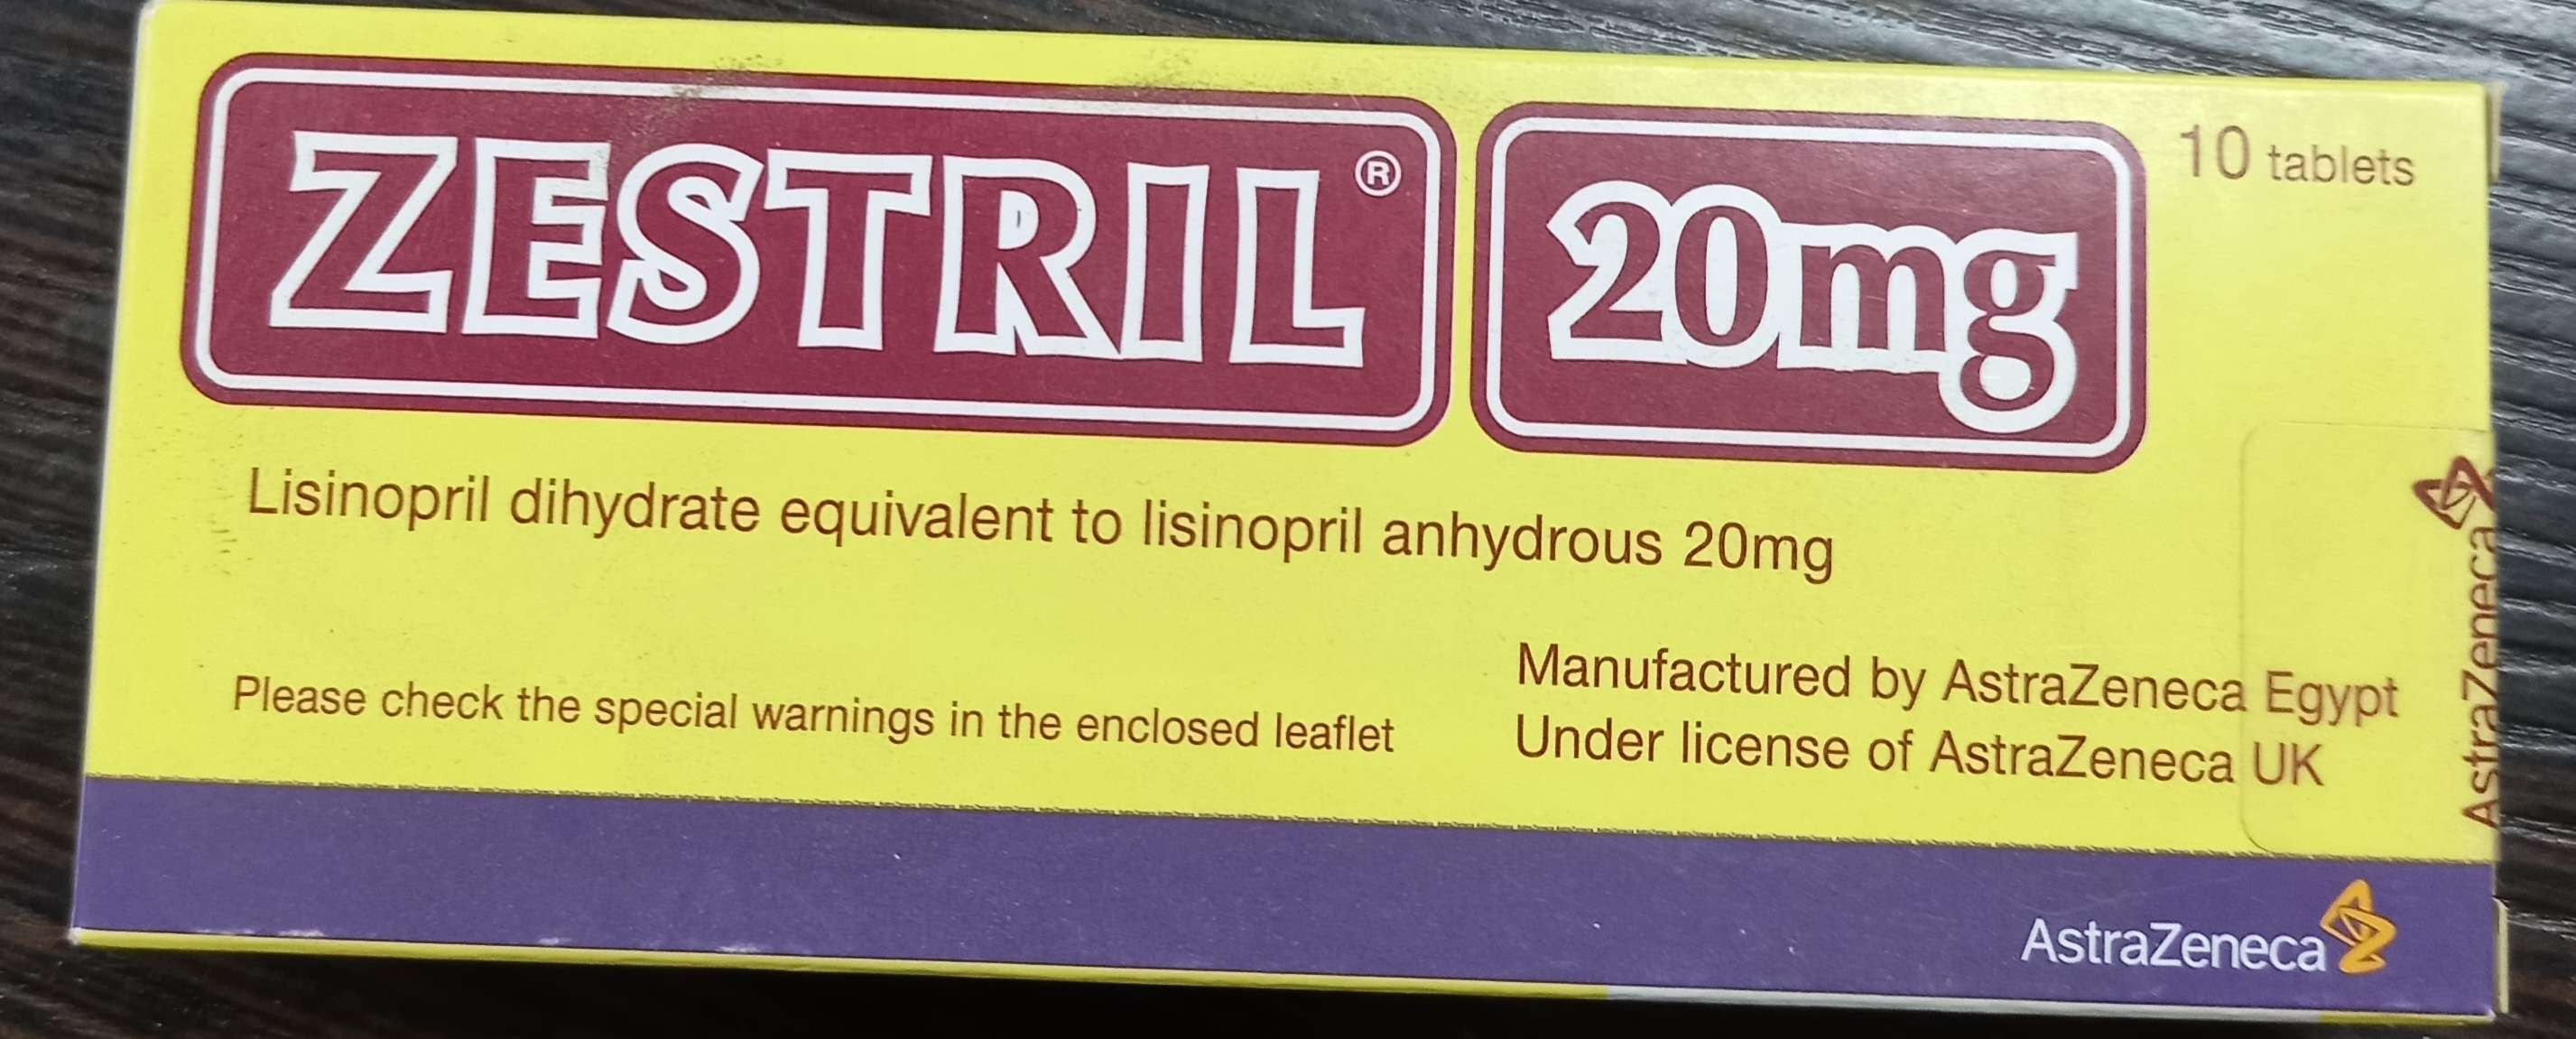 ZESTRIL® 20mg
10 tablets
Lisinopril dihydrate equivalent to lisinopril anhydrous 20mg
Please check the special warnings in the enclosed leaflet
Manufactured by AstraZeneca Egypt
Under license of AstraZeneca UK
AstraZeneca
AstraZeneca